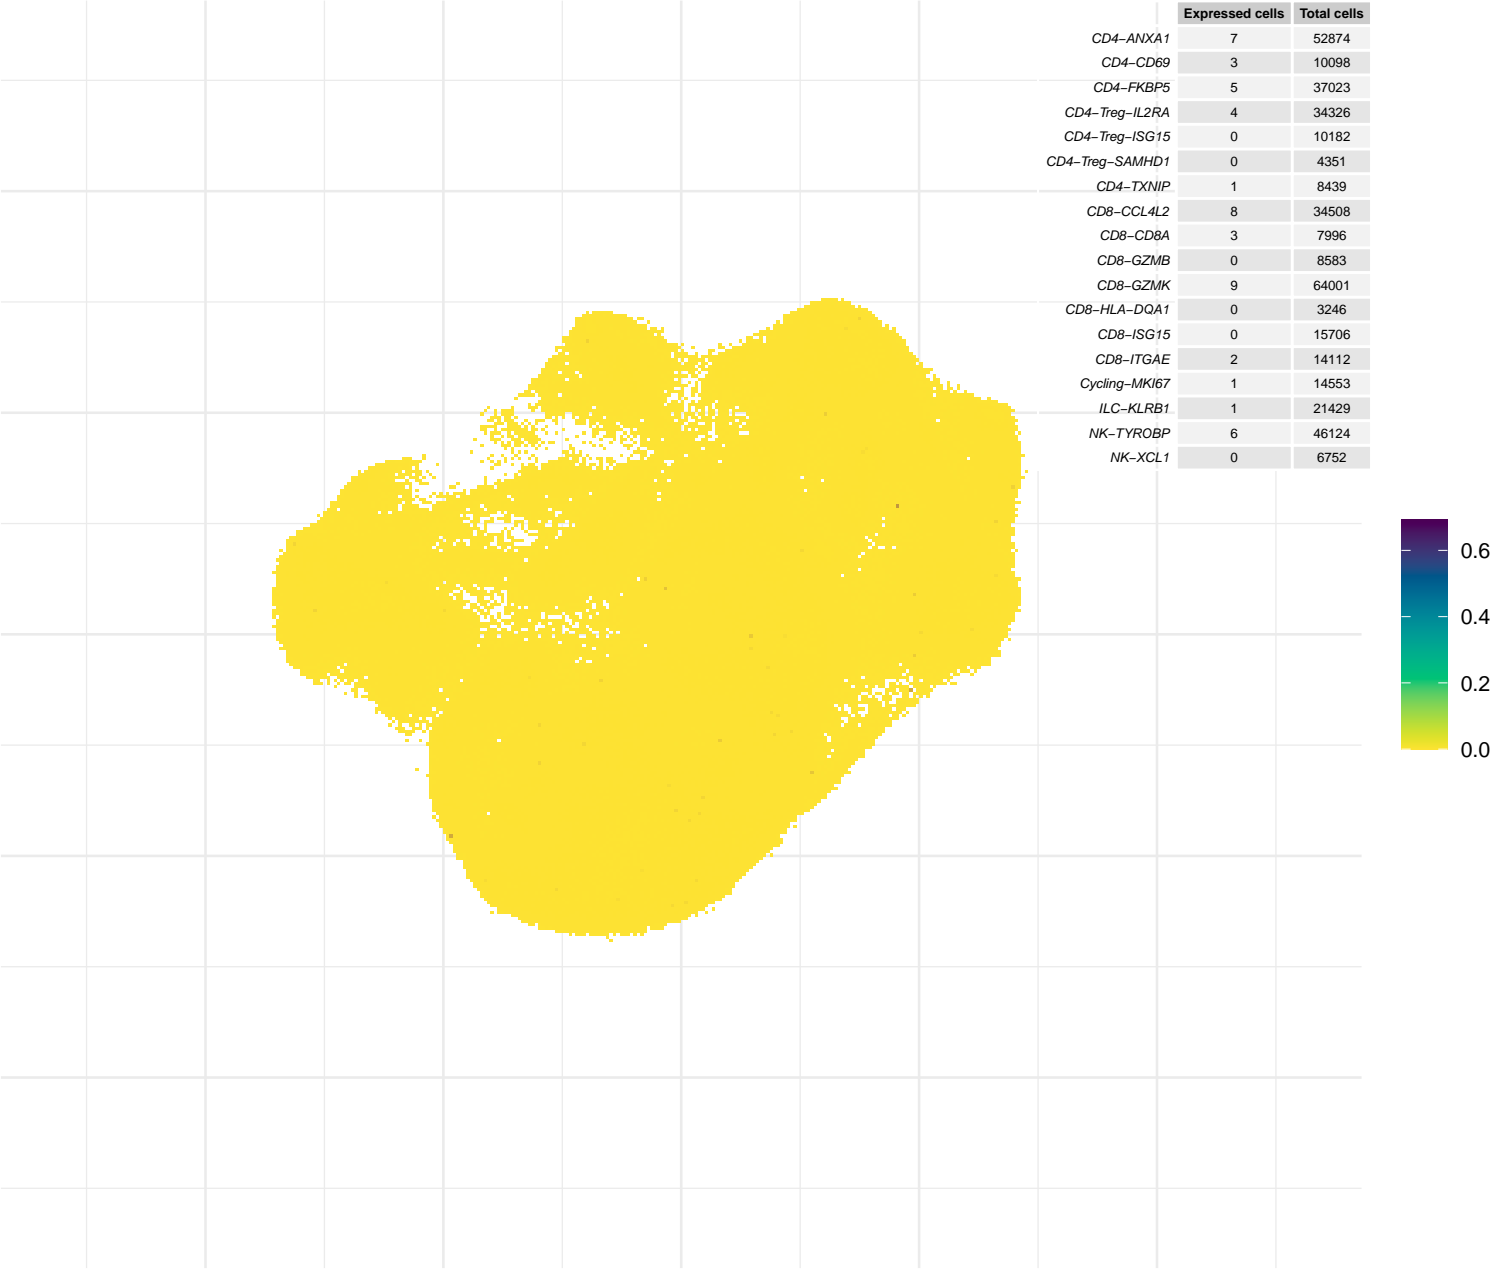 Expressed cells Total cells
CD4−ANXA1 7 52874
CD4−CD69 3 10098
CD4−FKBP5 5 37023
CD4−Treg−IL2RA 4 34326
CD4−Treg−ISG15 0 10182
CD4−Treg−SAMHD1 0 4351
CD4−TXNIP 1 8439
CD8−CCL4L2 8 34508
CD8−CD8A 3 7996
CD8−GZMB 0 8583
CD8−GZMK 9 64001
CD8−HLA−DQA1 0 3246
CD8−ISG15 0 15706
CD8−ITGAE 2 14112
Cycling−MKI67 1 14553
ILC−KLRB1 1 21429
NK−TYROBP 6 46124
NK−XCL1 0 6752
0.6
0.4
0.2
0.0